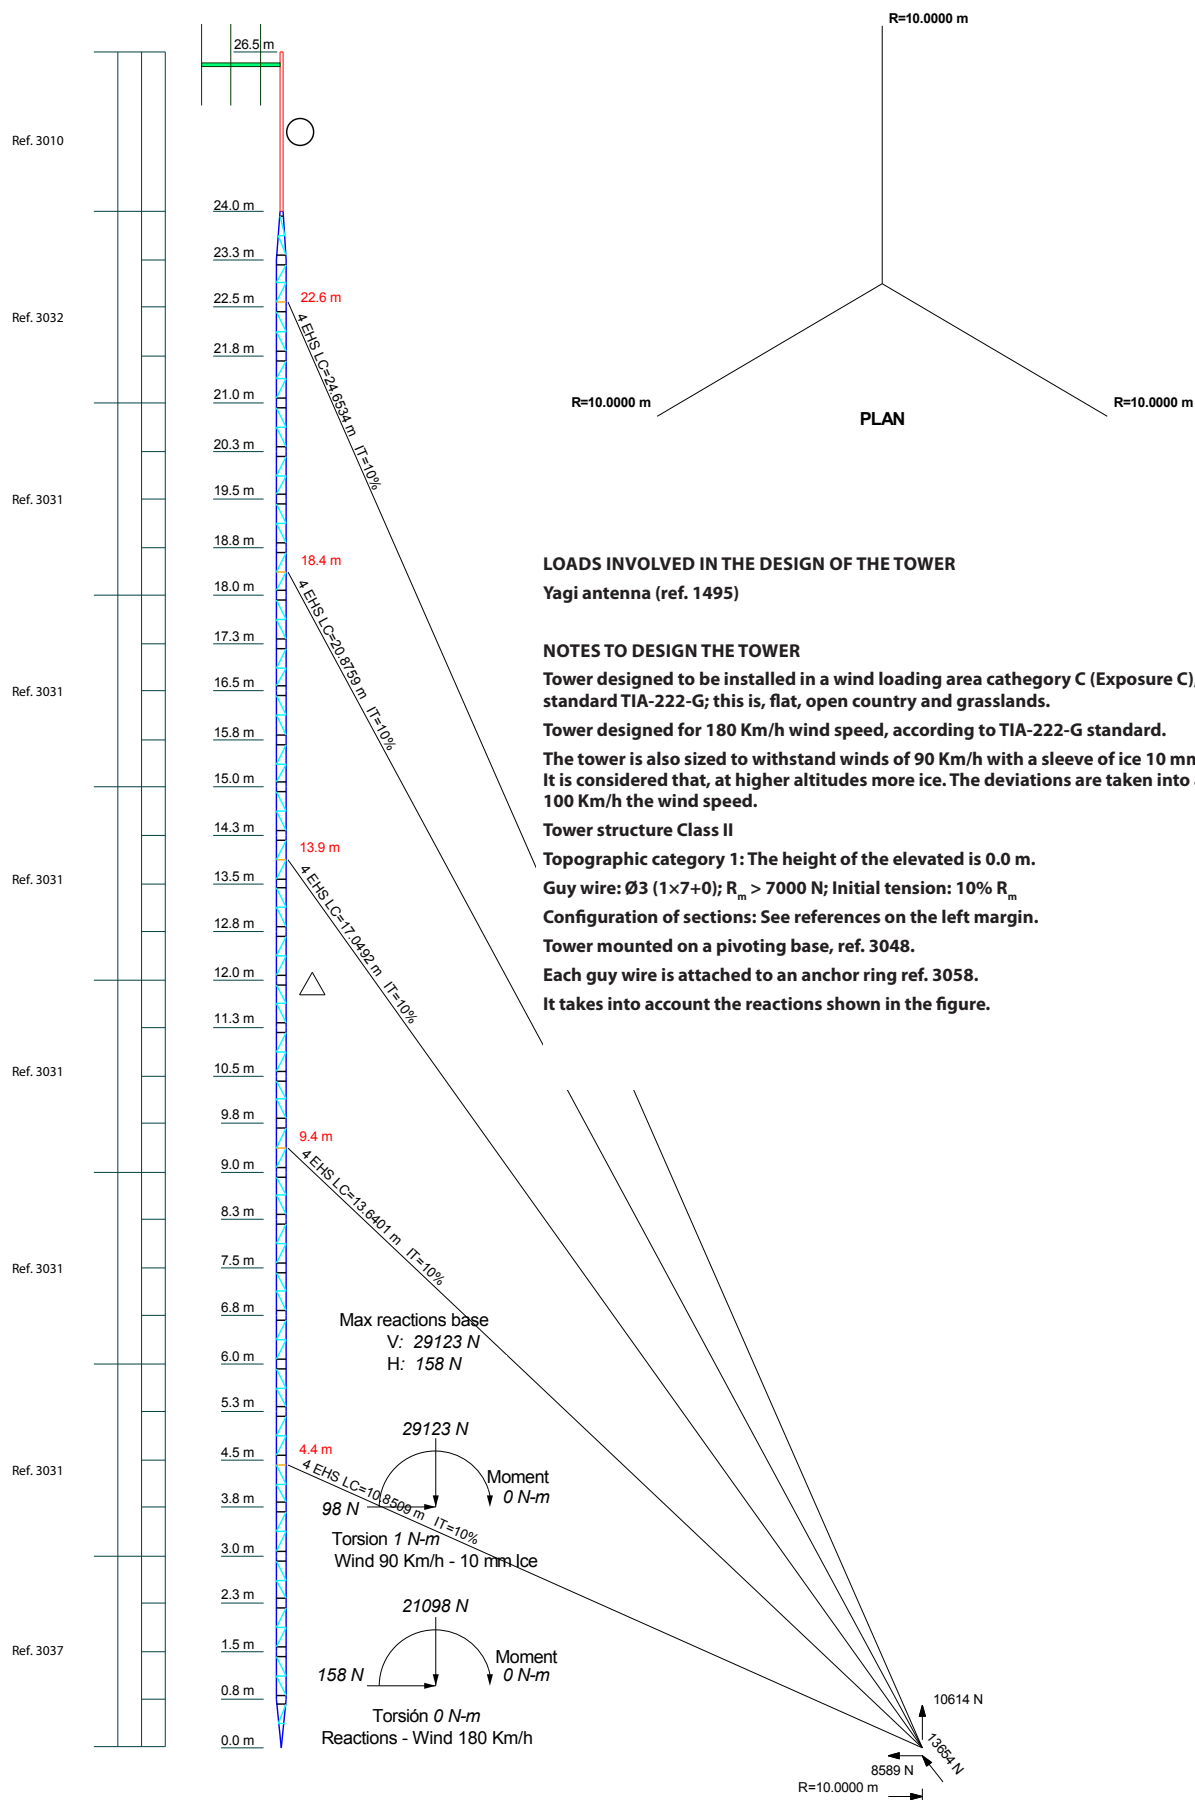 R=10.0000 m
26.5 m
Ref. 3010
24.0 m
23.3 m
22.6 m
22.5 m
Ref. 3032
4 EHS LC=24.6534 m IT=10%
21.8 m
21.0 m
R=10.0000 m
R=10.0000 m
PLAN
20.3 m
19.5 m
Ref. 3031
18.8 m
18.4 m
18.0 m
4 EHS LC=20.8759 m IT=10%
17.3 m
16.5 m
Ref. 3031
15.8 m
15.0 m
LOADS INVOLVED IN THE DESIGN OF THE TOWER
Yagi antenna (ref. 1495)
NOTES TO DESIGN THE TOWER
Tower designed to be installed in a wind loading area cathegory C (Exposure C),
standard TIA-222-G; this is, flat, open country and grasslands.
Tower designed for 180 Km/h wind speed, according to TIA-222-G standard.
The tower is also sized to withstand winds of 90 Km/h with a sleeve of ice 10 mm
It is considered that, at higher altitudes more ice. The deviations are taken into
100 Km/h the wind speed.
Tower structure Class II
Topographic category 1: The height of the elevated is 0.0 m.
Guy wire: Ø3 (1×7+0); Rm > 7000 N; Initial tension: 10% Rm
Configuration of sections: See references on the left margin.
Tower mounted on a pivoting base, ref. 3048.
Each guy wire is attached to an anchor ring ref. 3058.
It takes into account the reactions shown in the figure.
14.3 m
13.9 m
13.5 m
Ref. 3031
4 EHS LC=17.0492 m IT=10%
12.8 m
12.0 m
11.3 m
10.5 m
Ref. 3031
9.8 m
9.4 m
9.0 m
4 EHS LC=13.6401 m IT=10%
8.3 m
7.5 m
Ref. 3031
6.8 m
6.0 m
Max reactions base
V: 29123 N
H: 158 N
5.3 m
4.5 m
4.4 m
Ref. 3031
4 EHS LC=10.8509 m IT=10%
3.8 m
3.0 m
29123 N
Moment
0 N-m
98 N
Torsion 1 N-m
Wind 90 Km/h - 10 mm Ice
2.3 m
1.5 m
Ref. 3037
0.8 m
0.0 m
21098 N
Moment
0 N-m
158 N
Torsión 0 N-m
Reactions - Wind 180 Km/h
10614 N
13654 N
8589 N
R=10.0000 m